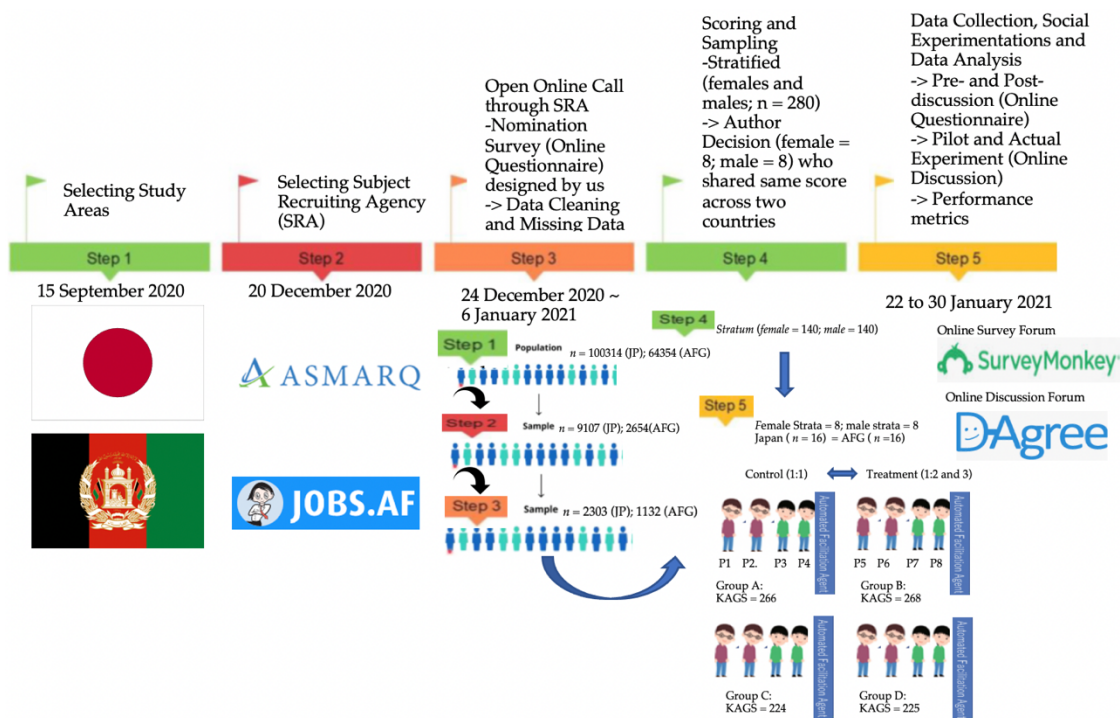 Selecting Study
Areas
Step 1
15 September 2020
Selecting Subject
Recruiting Agency
(SRA)
Step 2
20 December 2020
ASMARQ
JOBS.AF
Open Online Call
through SRA
-Nomination
Survey (Online
Questionnaire)
designed by us
-> Data Cleaning
and Missing Data
Step 3
24 December 2020 ~
6 January 2021
Scoring and
Sampling
-Stratified
(females and
males; n = 280)
-> Author
Decision (female =
8; male = 8) who
shared same score
across two
countries
Step 4
Data Collection, Social
Experimentations and
Data Analysis
-> Pre- and Post-
discussion (Online
Questionnaire)
-> Pilot and Actual
Experiment (Online
Discussion)
-> Performance
metrics
Step 5
22 to 30 January 2021
Step 1
Population
n = 100314 (JP); 64354 (AFG)
Step 2
Sample
n = 9107 (JP); 2654(AFG)
Step 3
Sample
n = 2303 (JP); 1132 (AFG)
Step 4
Stratum (female = 140; male = 140)
Step 5
Female Strata = 8; male strata = 8
Japan ( n = 16) = AFG ( n =16)
Control (1:1)
Treatment (1:2 and 3)
P1 P2. P3 P4
Automated Facilitation Agent
Group A:
KAGS = 266
P5 P6 P7 P8
Automated Facilitation Agent
Group B:
KAGS = 268
Automated Facilitation Agent
Group C:
KAGS = 224
Automated Facilitation Agent
Group D:
KAGS = 225
Online Survey Forum
SurveyMonkey
Online Discussion Forum
D-Agree